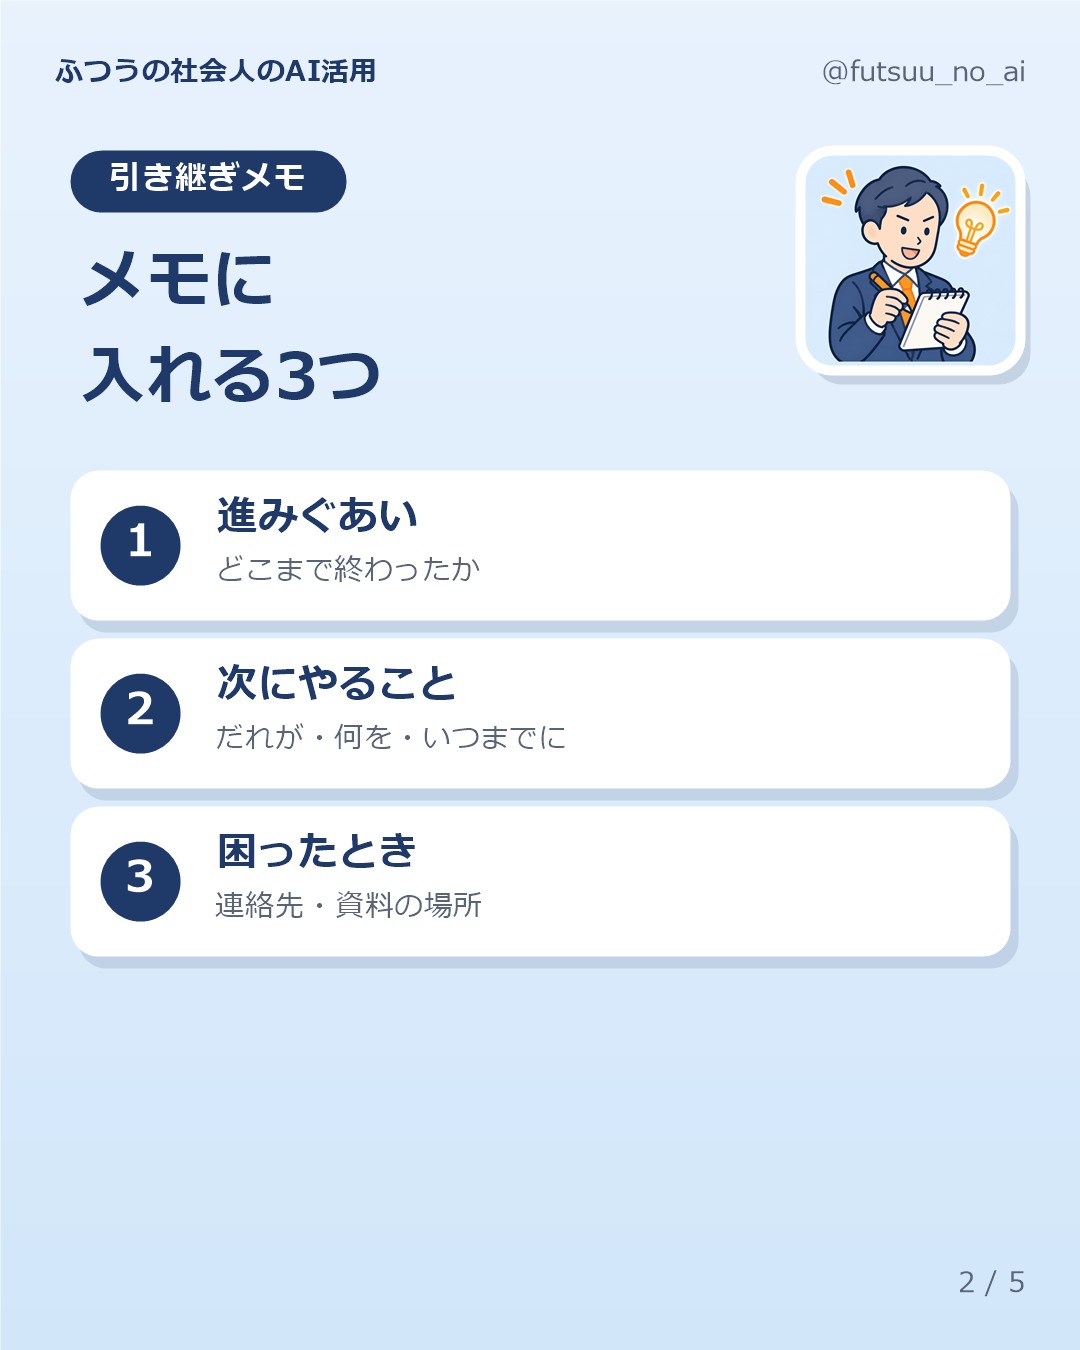 ふつうの社会人のAI活用
@futsuu_no_ai
引き継ぎメモ
メモに
入れる3つ
1
進みぐあい
どこまで終わったか
2
次にやること
だれが・何を・いつまでに
3
困ったとき
連絡先・資料の場所
2 / 5